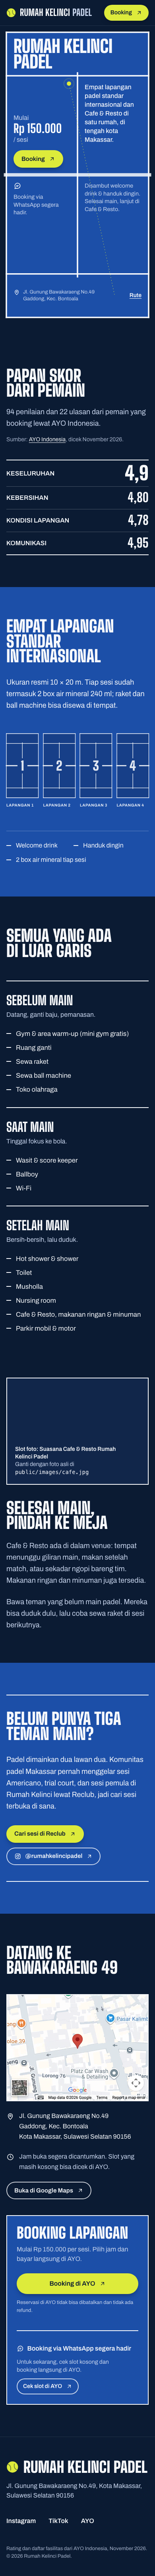 RUMAH KELINCI PADEL
Booking
RUMAH KELINCI
PADEL
Mulai
Rp 150.000
/ sesi
Booking
Empat lapangan
padel standar
internasional dan
Cafe & Resto di
satu rumah, di
tengah kota
Makassar.
Booking via
WhatsApp segera
hadir.
Disambut welcome
drink & handuk dingin.
Selesai main, lanjut di
Cafe & Resto.
Jl. Gunung Bawakaraeng No.49
Gaddong, Kec. Bontoala
Rute
PAPAN SKOR
DARI PEMAIN
94 penilaian dan 22 ulasan dari pemain yang
booking lewat AYO Indonesia.
Sumber: AYO Indonesia, dicek November 2026.
KESELURUHAN 4,9
KEBERSIHAN 4,80
KONDISI LAPANGAN 4,78
KOMUNIKASI 4,95
EMPAT LAPANGAN
STANDAR
INTERNASIONAL
Ukuran resmi 10 × 20 m. Tiap sesi sudah
termasuk 2 box air mineral 240 ml; raket dan
ball machine bisa disewa di tempat.
1 2 3 4
LAPANGAN 1 LAPANGAN 2 LAPANGAN 3 LAPANGAN 4
Welcome drink
Handuk dingin
2 box air mineral tiap sesi
SEMUA YANG ADA
DI LUAR GARIS
SEBELUM MAIN
Datang, ganti baju, pemanasan.
Gym & area warm-up (mini gym gratis)
Ruang ganti
Sewa raket
Sewa ball machine
Toko olahraga
SAAT MAIN
Tinggal fokus ke bola.
Wasit & score keeper
Ballboy
Wi-Fi
SETELAH MAIN
Bersih-bersih, lalu duduk.
Hot shower & shower
Toilet
Musholla
Nursing room
Cafe & Resto, makanan ringan & minuman
Parkir mobil & motor
Slot foto: Suasana Cafe & Resto Rumah
Kelinci Padel
Ganti dengan foto asli di
public/images/cafe.jpg
SELESAI MAIN,
PINDAH KE MEJA
Cafe & Resto ada di dalam venue: tempat
menunggu giliran main, makan setelah
match, atau sekadar ngopi bareng tim.
Makanan ringan dan minuman juga tersedia.
Bawa teman yang belum main padel. Mereka
bisa duduk dulu, lalu coba sewa raket di sesi
berikutnya.
BELUM PUNYA TIGA
TEMAN MAIN?
Padel dimainkan dua lawan dua. Komunitas
padel Makassar pernah menggelar sesi
Americano, trial court, dan sesi pemula di
Rumah Kelinci lewat Reclub, jadi cari sesi
terbuka di sana.
Cari sesi di Reclub
@rumahkelincipadel
DATANG KE
BAWAKARAENG 49
Pasar Kalimb
Platz Car Wash
& Detailing
Google
Map data ©2026 Google Terms Report a map error
Jl. Gunung Bawakaraeng No.49
Gaddong, Kec. Bontoala
Kota Makassar, Sulawesi Selatan 90156
Jam buka segera dicantumkan. Slot yang
masih kosong bisa dicek di AYO.
Buka di Google Maps
BOOKING LAPANGAN
Mulai Rp 150.000 per sesi. Pilih jam dan
bayar langsung di AYO.
Booking di AYO
Reservasi di AYO tidak bisa dibatalkan dan tidak ada
refund.
Booking via WhatsApp segera hadir
Untuk sekarang, cek slot kosong dan
booking langsung di AYO.
Cek slot di AYO
RUMAH KELINCI PADEL
Jl. Gunung Bawakaraeng No.49, Kota Makassar,
Sulawesi Selatan 90156
Instagram TikTok AYO
Rating dan daftar fasilitas dari AYO Indonesia, November 2026.
© 2026 Rumah Kelinci Padel.